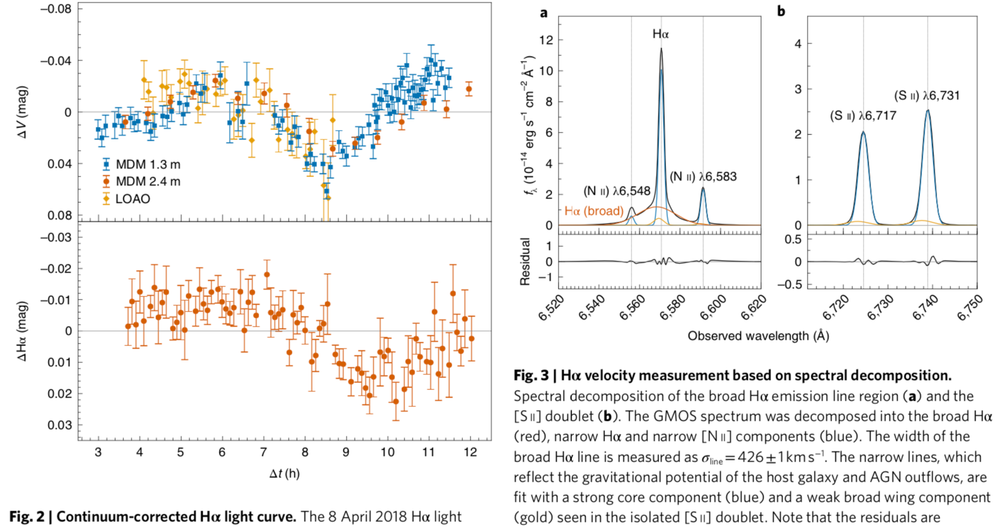 −0.08
−0.04
0
0.04
0.08
ΔV (mag)
MDM 1.3 m
MDM 2.4 m
LOAO
−0.03
−0.02
−0.01
0
0.01
0.02
0.03
ΔHα (mag)
3 4 5 6 7 8 9 10 11 12
Δt (h)
Fig. 2 | Continuum-corrected Hα light curve. The 8 April 2018 Hα light
a
12
10
8
6
4
2
0
fλ (10⁻¹⁴ erg s⁻¹ cm⁻² Å⁻¹)
Hα
(N II) λ6,583
(N II) λ6,548
Hα (broad)
1
0
−1
Residual
6,520 6,540 6,560 6,580 6,600 6,620
b
4
3
2
1
0
(S II) λ6,731
(S II) λ6,717
0.5
0
−0.5
6,720 6,730 6,740 6,750
Observed wavelength (Å)
Fig. 3 | Hα velocity measurement based on spectral decomposition.
Spectral decomposition of the broad Hα emission line region (a) and the
[S II] doublet (b). The GMOS spectrum was decomposed into the broad Hα
(red), narrow Hα and narrow [N II] components (blue). The width of the
broad Hα line is measured as σline = 426 ± 1 km s⁻¹. The narrow lines, which
reflect the gravitational potential of the host galaxy and AGN outflows, are
fit with a strong core component (blue) and a weak broad wing component
(gold) seen in the isolated [S II] doublet. Note that the residuals are